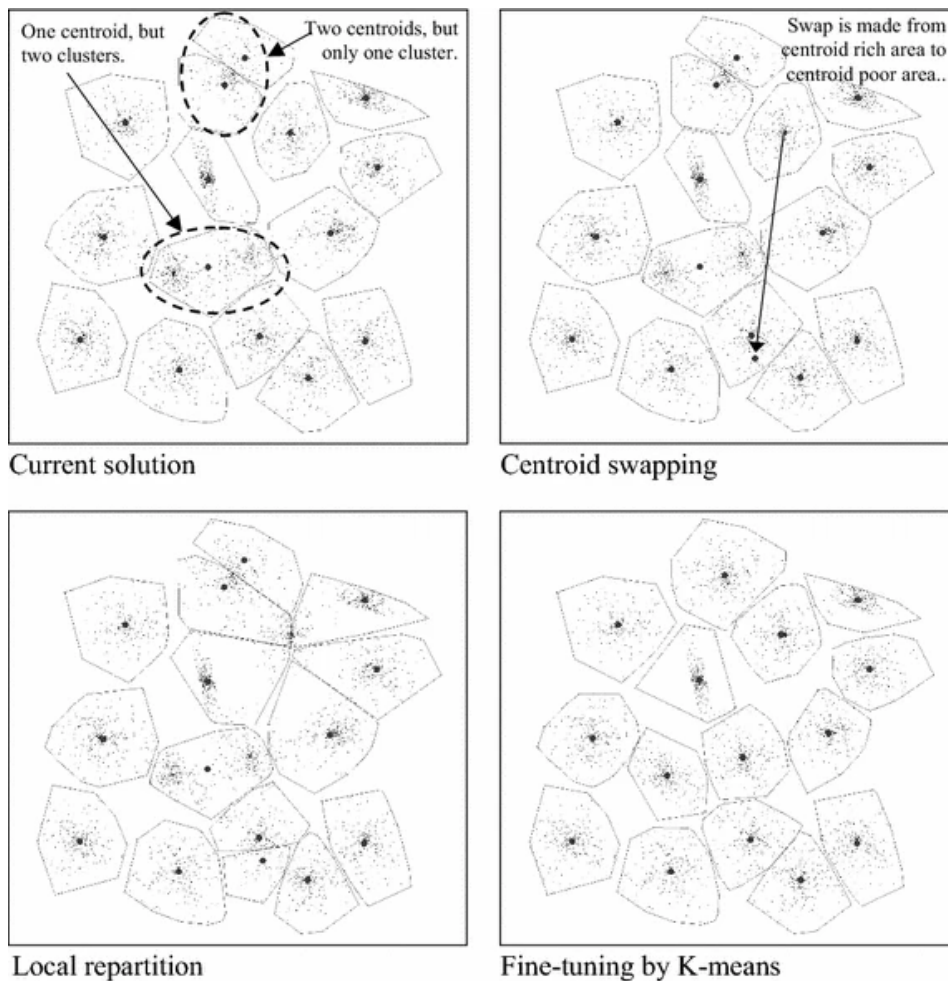 One centroid, but
two clusters.
Two centroids, but
only one cluster.
Swap is made from
centroid rich area to
centroid poor area..
Current solution
Centroid swapping
Local repartition
Fine-tuning by K-means